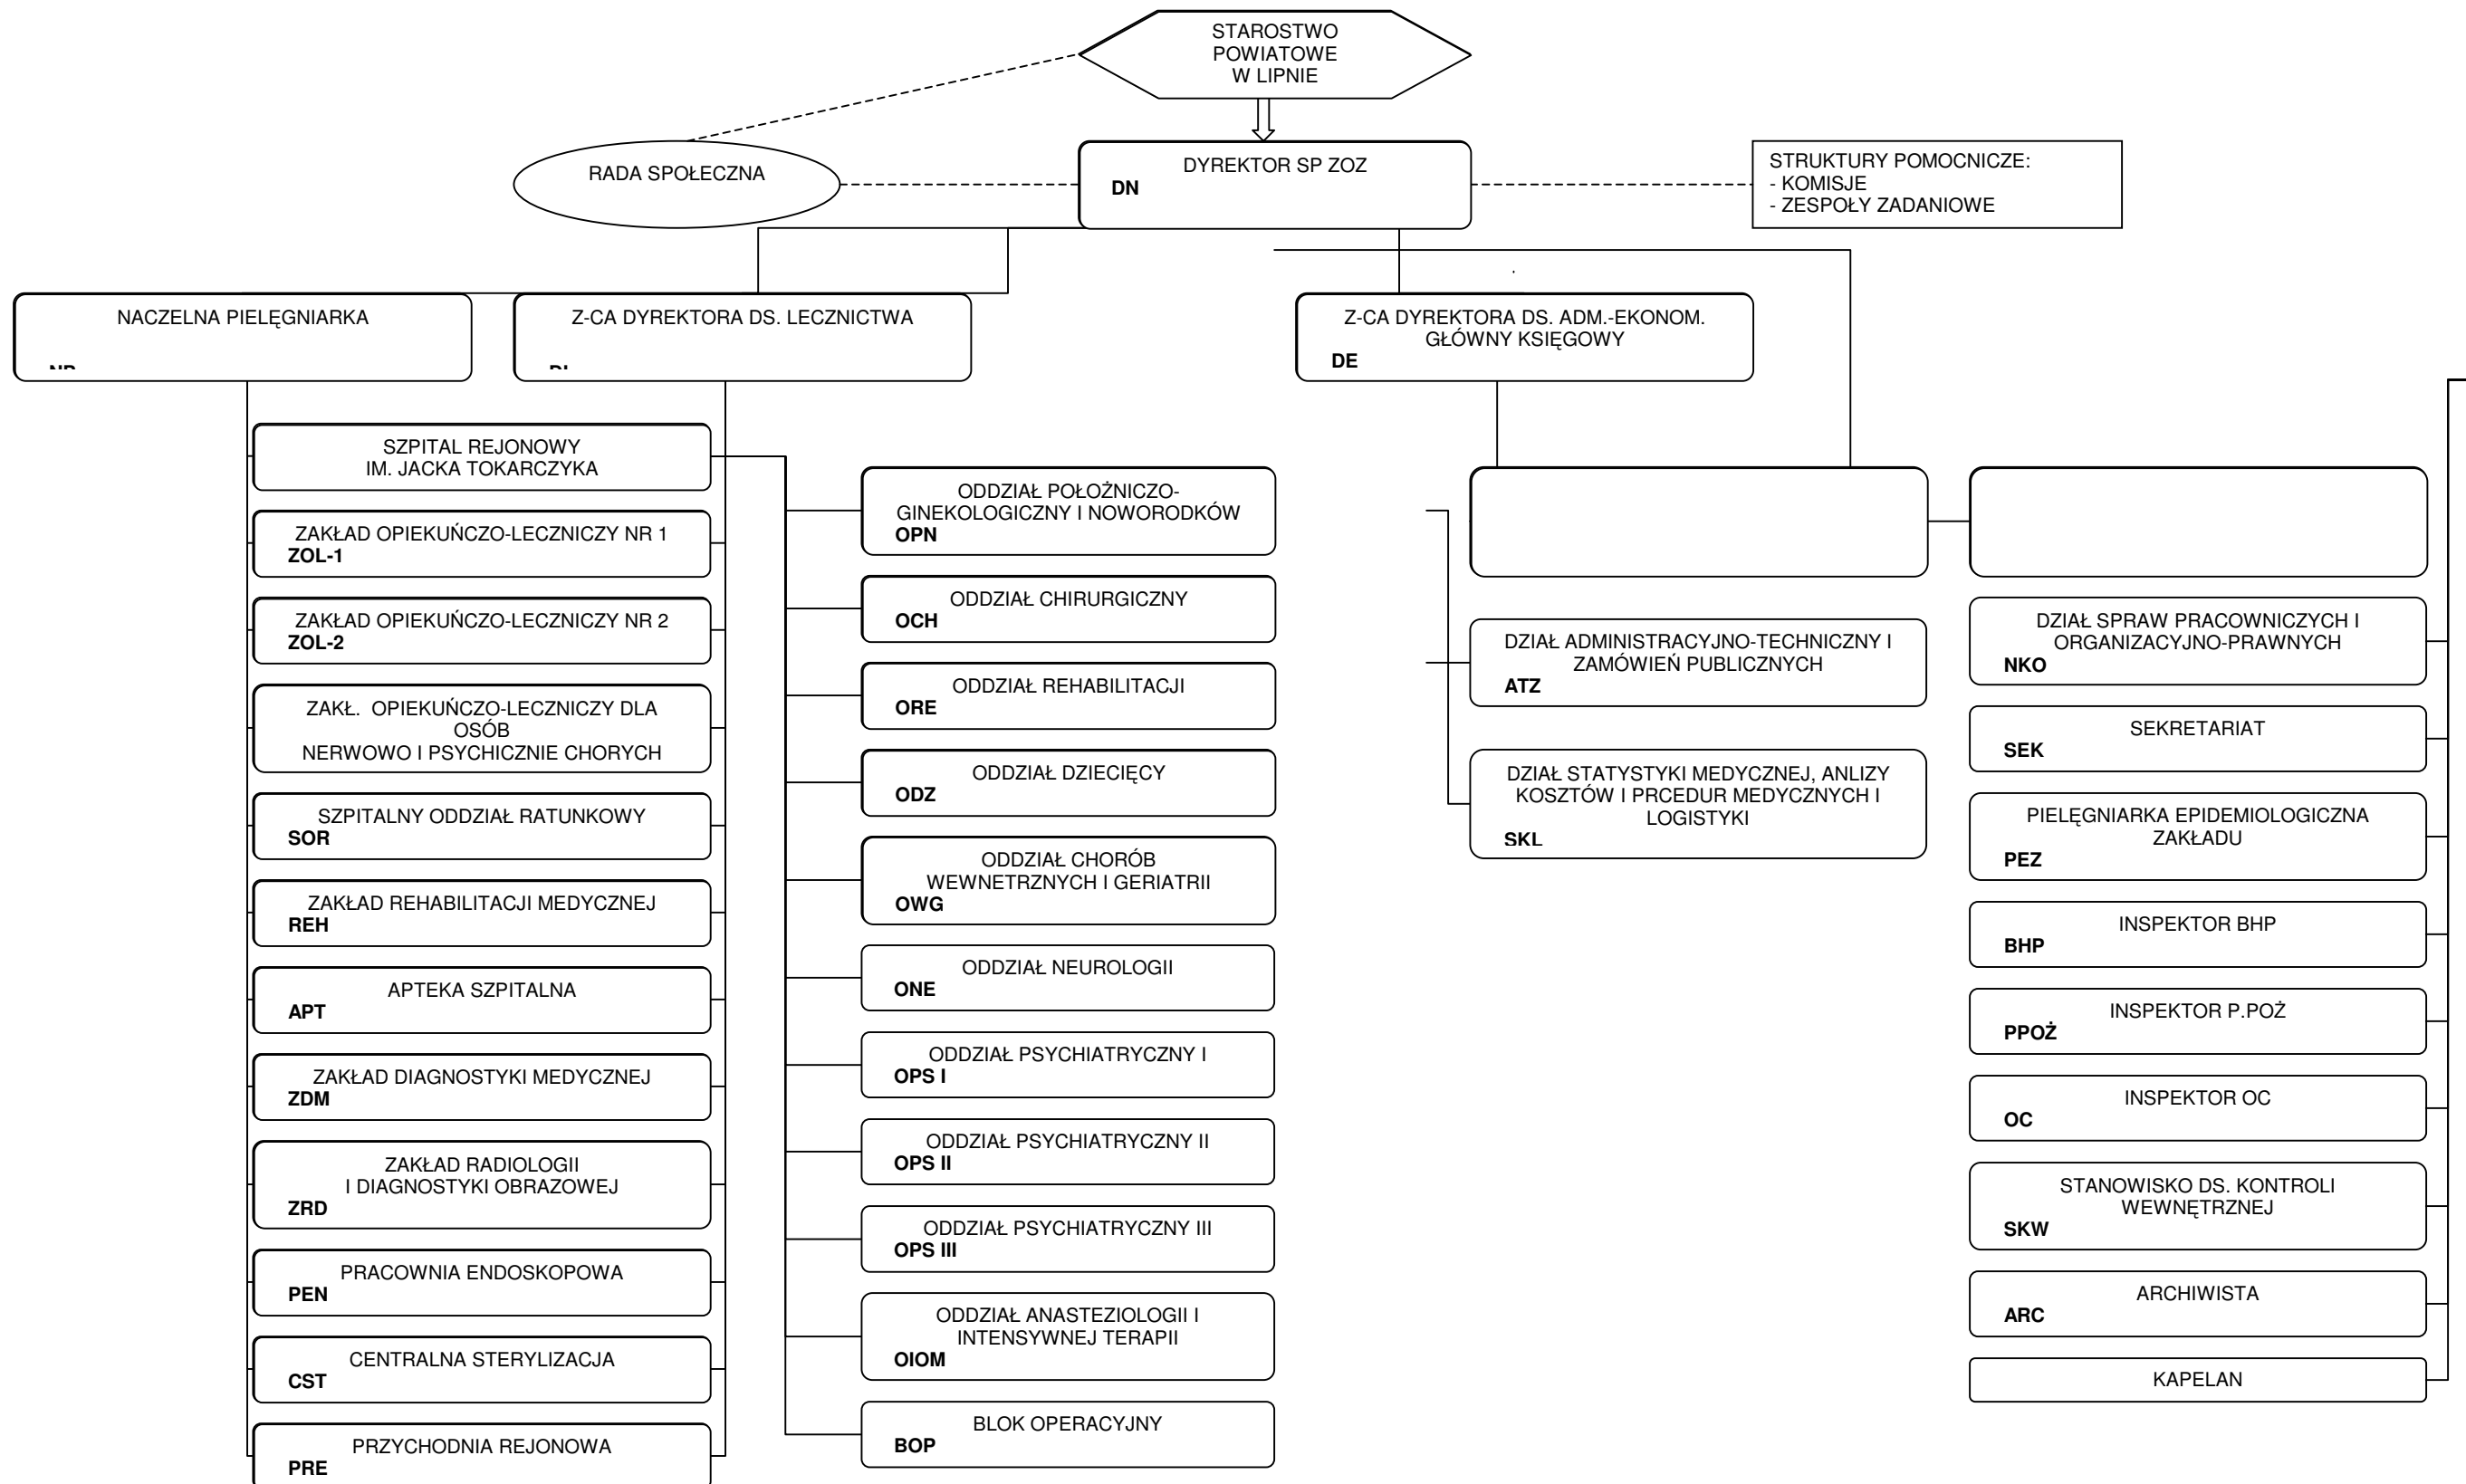 STAROSTWO
POWIATOWE
W LIPNIE
RADA SPOŁECZNA
DYREKTOR SP ZOZ
DN
STRUKTURY POMOCNICZE:
- KOMISJE
- ZESPOŁY ZADANIOWE
NACZELNA PIELĘGNIARKA
Z-CA DYREKTORA DS. LECZNICTWA
Z-CA DYREKTORA DS. ADM.-EKONOM.
GŁÓWNY KSIĘGOWY
DE
SZPITAL REJONOWY
IM. JACKA TOKARCZYKA
ZAKŁAD OPIEKUŃCZO-LECZNICZY NR 1
ZOL-1
ZAKŁAD OPIEKUŃCZO-LECZNICZY NR 2
ZOL-2
ZAKŁ. OPIEKUŃCZO-LECZNICZY DLA
OSÓB
NERWOWO I PSYCHICZNIE CHORYCH
SZPITALNY ODDZIAŁ RATUNKOWY
SOR
ZAKŁAD REHABILITACJI MEDYCZNEJ
REH
APTEKA SZPITALNA
APT
ZAKŁAD DIAGNOSTYKI MEDYCZNEJ
ZDM
ZAKŁAD RADIOLOGII
I DIAGNOSTYKI OBRAZOWEJ
ZRD
PRACOWNIA ENDOSKOPOWA
PEN
CENTRALNA STERYLIZACJA
CST
PRZYCHODNIA REJONOWA
PRE
ODDZIAŁ POŁOŻNICZO-
GINEKOLOGICZNY I NOWORODKÓW
OPN
ODDZIAŁ CHIRURGICZNY
OCH
ODDZIAŁ REHABILITACJI
ORE
ODDZIAŁ DZIECIĘCY
ODZ
ODDZIAŁ CHORÓB
WEWNETRZNYCH I GERIATRII
OWG
ODDZIAŁ NEUROLOGII
ONE
ODDZIAŁ PSYCHIATRYCZNY I
OPS I
ODDZIAŁ PSYCHIATRYCZNY II
OPS II
ODDZIAŁ PSYCHIATRYCZNY III
OPS III
ODDZIAŁ ANASTEZIOLOGII I
INTENSYWNEJ TERAPII
OIOM
BLOK OPERACYJNY
BOP
DZIAŁ ADMINISTRACYJNO-TECHNICZNY I
ZAMÓWIEŃ PUBLICZNYCH
ATZ
DZIAŁ STATYSTYKI MEDYCZNEJ, ANLIZY
KOSZTÓW I PRCEDUR MEDYCZNYCH I
LOGISTYKI
SKL
DZIAŁ SPRAW PRACOWNICZYCH I
ORGANIZACYJNO-PRAWNYCH
NKO
SEKRETARIAT
SEK
PIELĘGNIARKA EPIDEMIOLOGICZNA
ZAKŁADU
PEZ
INSPEKTOR BHP
BHP
INSPEKTOR P.POŻ
PPOŻ
INSPEKTOR OC
OC
STANOWISKO DS. KONTROLI
WEWNĘTRZNEJ
SKW
ARCHIWISTA
ARC
KAPELAN